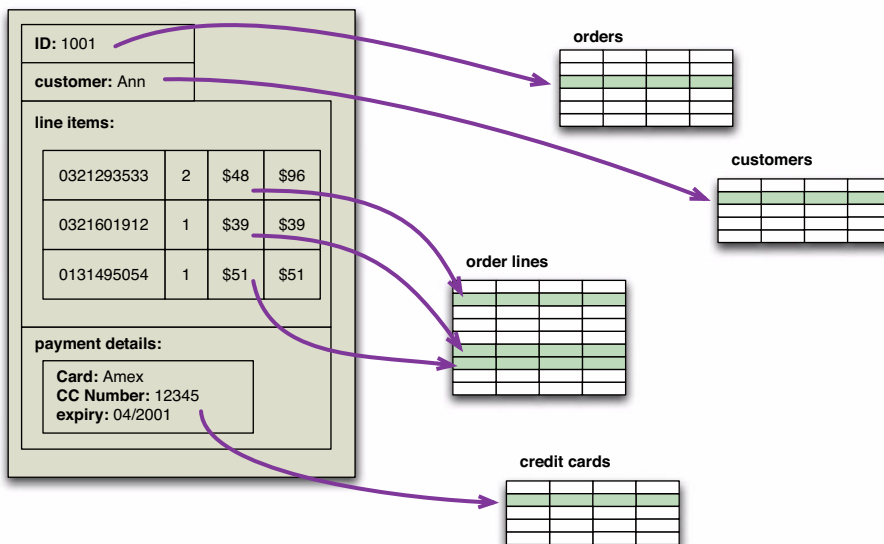 ID: 1001
customer: Ann
line items:
0321293533 2 $48 $96
0321601912 1 $39 $39
0131495054 1 $51 $51
payment details:
Card: Amex
CC Number: 12345
expiry: 04/2001
orders
customers
order lines
credit cards